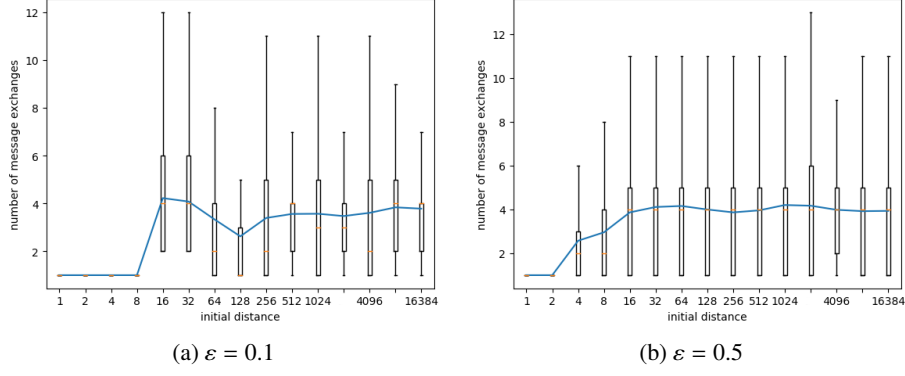 12
10
8
6
4
2
number of message exchanges
1 2 4 8 16 32 64 128 256 512 1024 4096 16384
initial distance
(a) ε = 0.1
12
10
8
6
4
2
number of message exchanges
1 2 4 8 16 32 64 128 256 512 1024 4096 16384
initial distance
(b) ε = 0.5